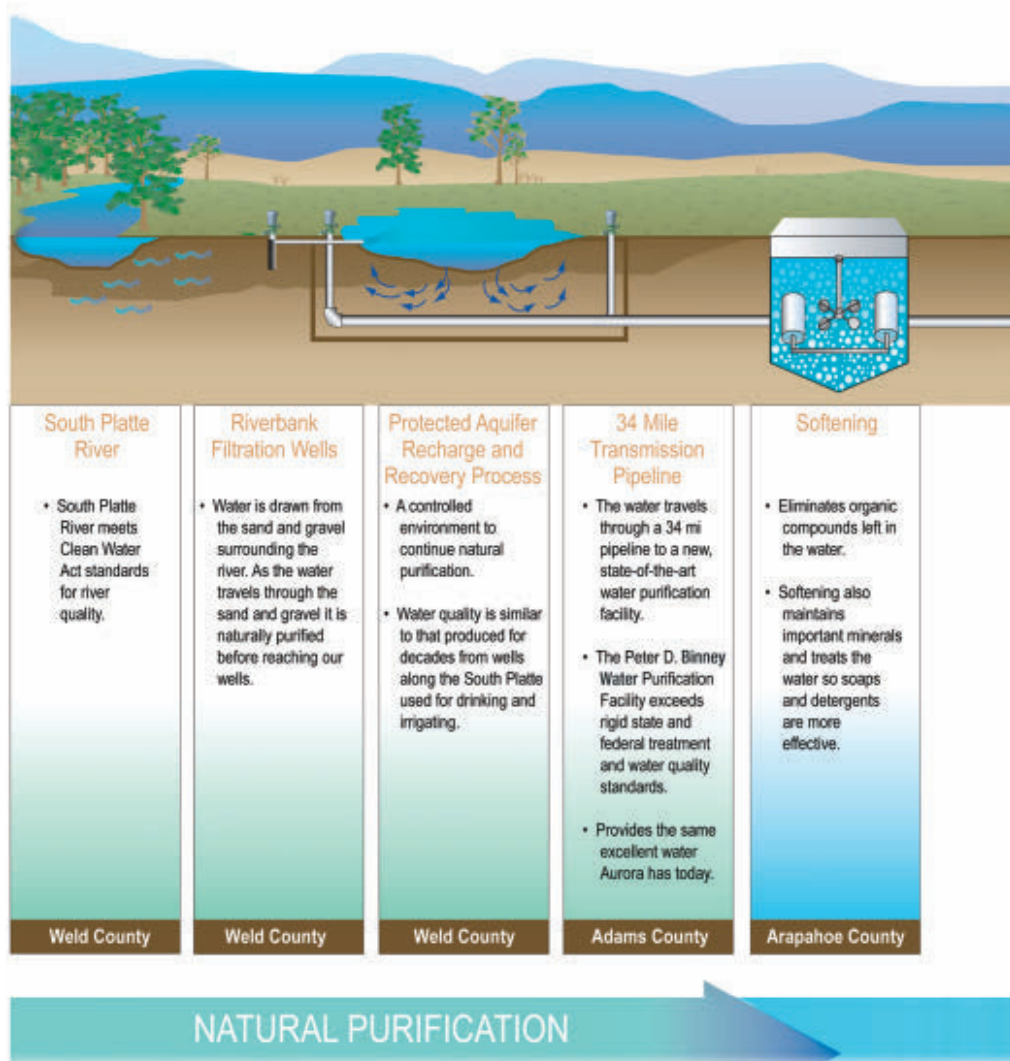 South Platte
River
• South Platte
River meets
Clean Water
Act standards
for river
quality.
Weld County
Riverbank
Filtration Wells
• Water is drawn from
the sand and gravel
surrounding the
river. As the water
travels through the
sand and gravel it is
naturally purified
before reaching our
wells.
Weld County
Protected Aquifer
Recharge and
Recovery Process
• A controlled
environment to
continue natural
purification.
• Water quality is similar
to that produced for
decades from wells
along the South Platte
used for drinking and
irrigating.
Weld County
34 Mile
Transmission
Pipeline
• The water travels
through a 34 mi
pipeline to a new,
state-of-the-art
water purification
facility.
• The Peter D. Binney
Water Purification
Facility exceeds
rigid state and
federal treatment
and water quality
standards.
• Provides the same
excellent water
Aurora has today.
Adams County
Softening
• Eliminates organic
compounds left in
the water.
• Softening also
maintains
important minerals
and treats the
water so soaps
and detergents
are more
effective.
Arapahoe County
NATURAL PURIFICATION